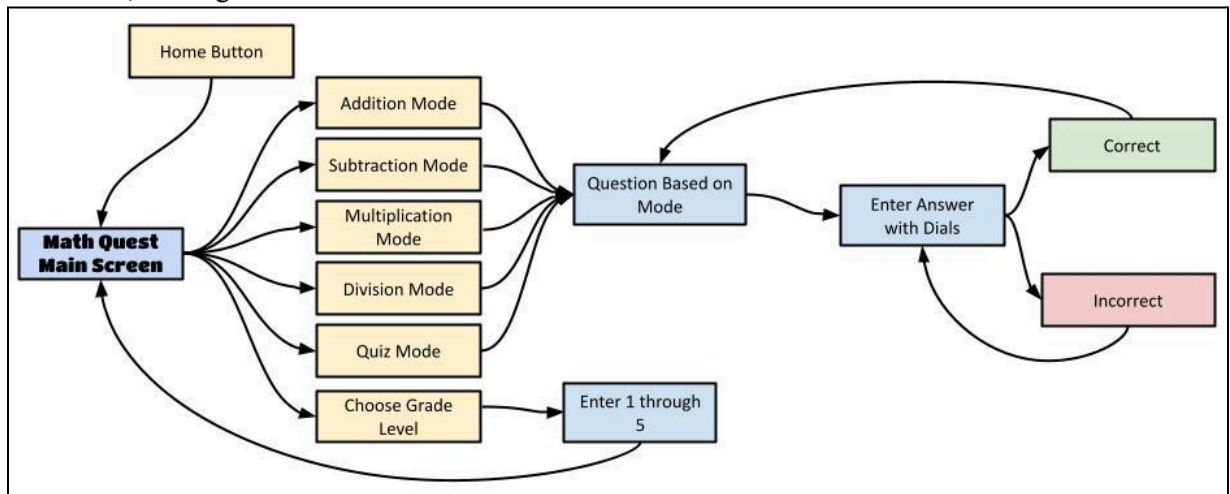 Home Button
Addition Mode
Subtraction Mode
Multiplication
Mode
Division Mode
Quiz Mode
Choose Grade
Level
Math Quest
Main Screen
Enter 1 through
5
Question Based on
Mode
Enter Answer
with Dials
Correct
Incorrect